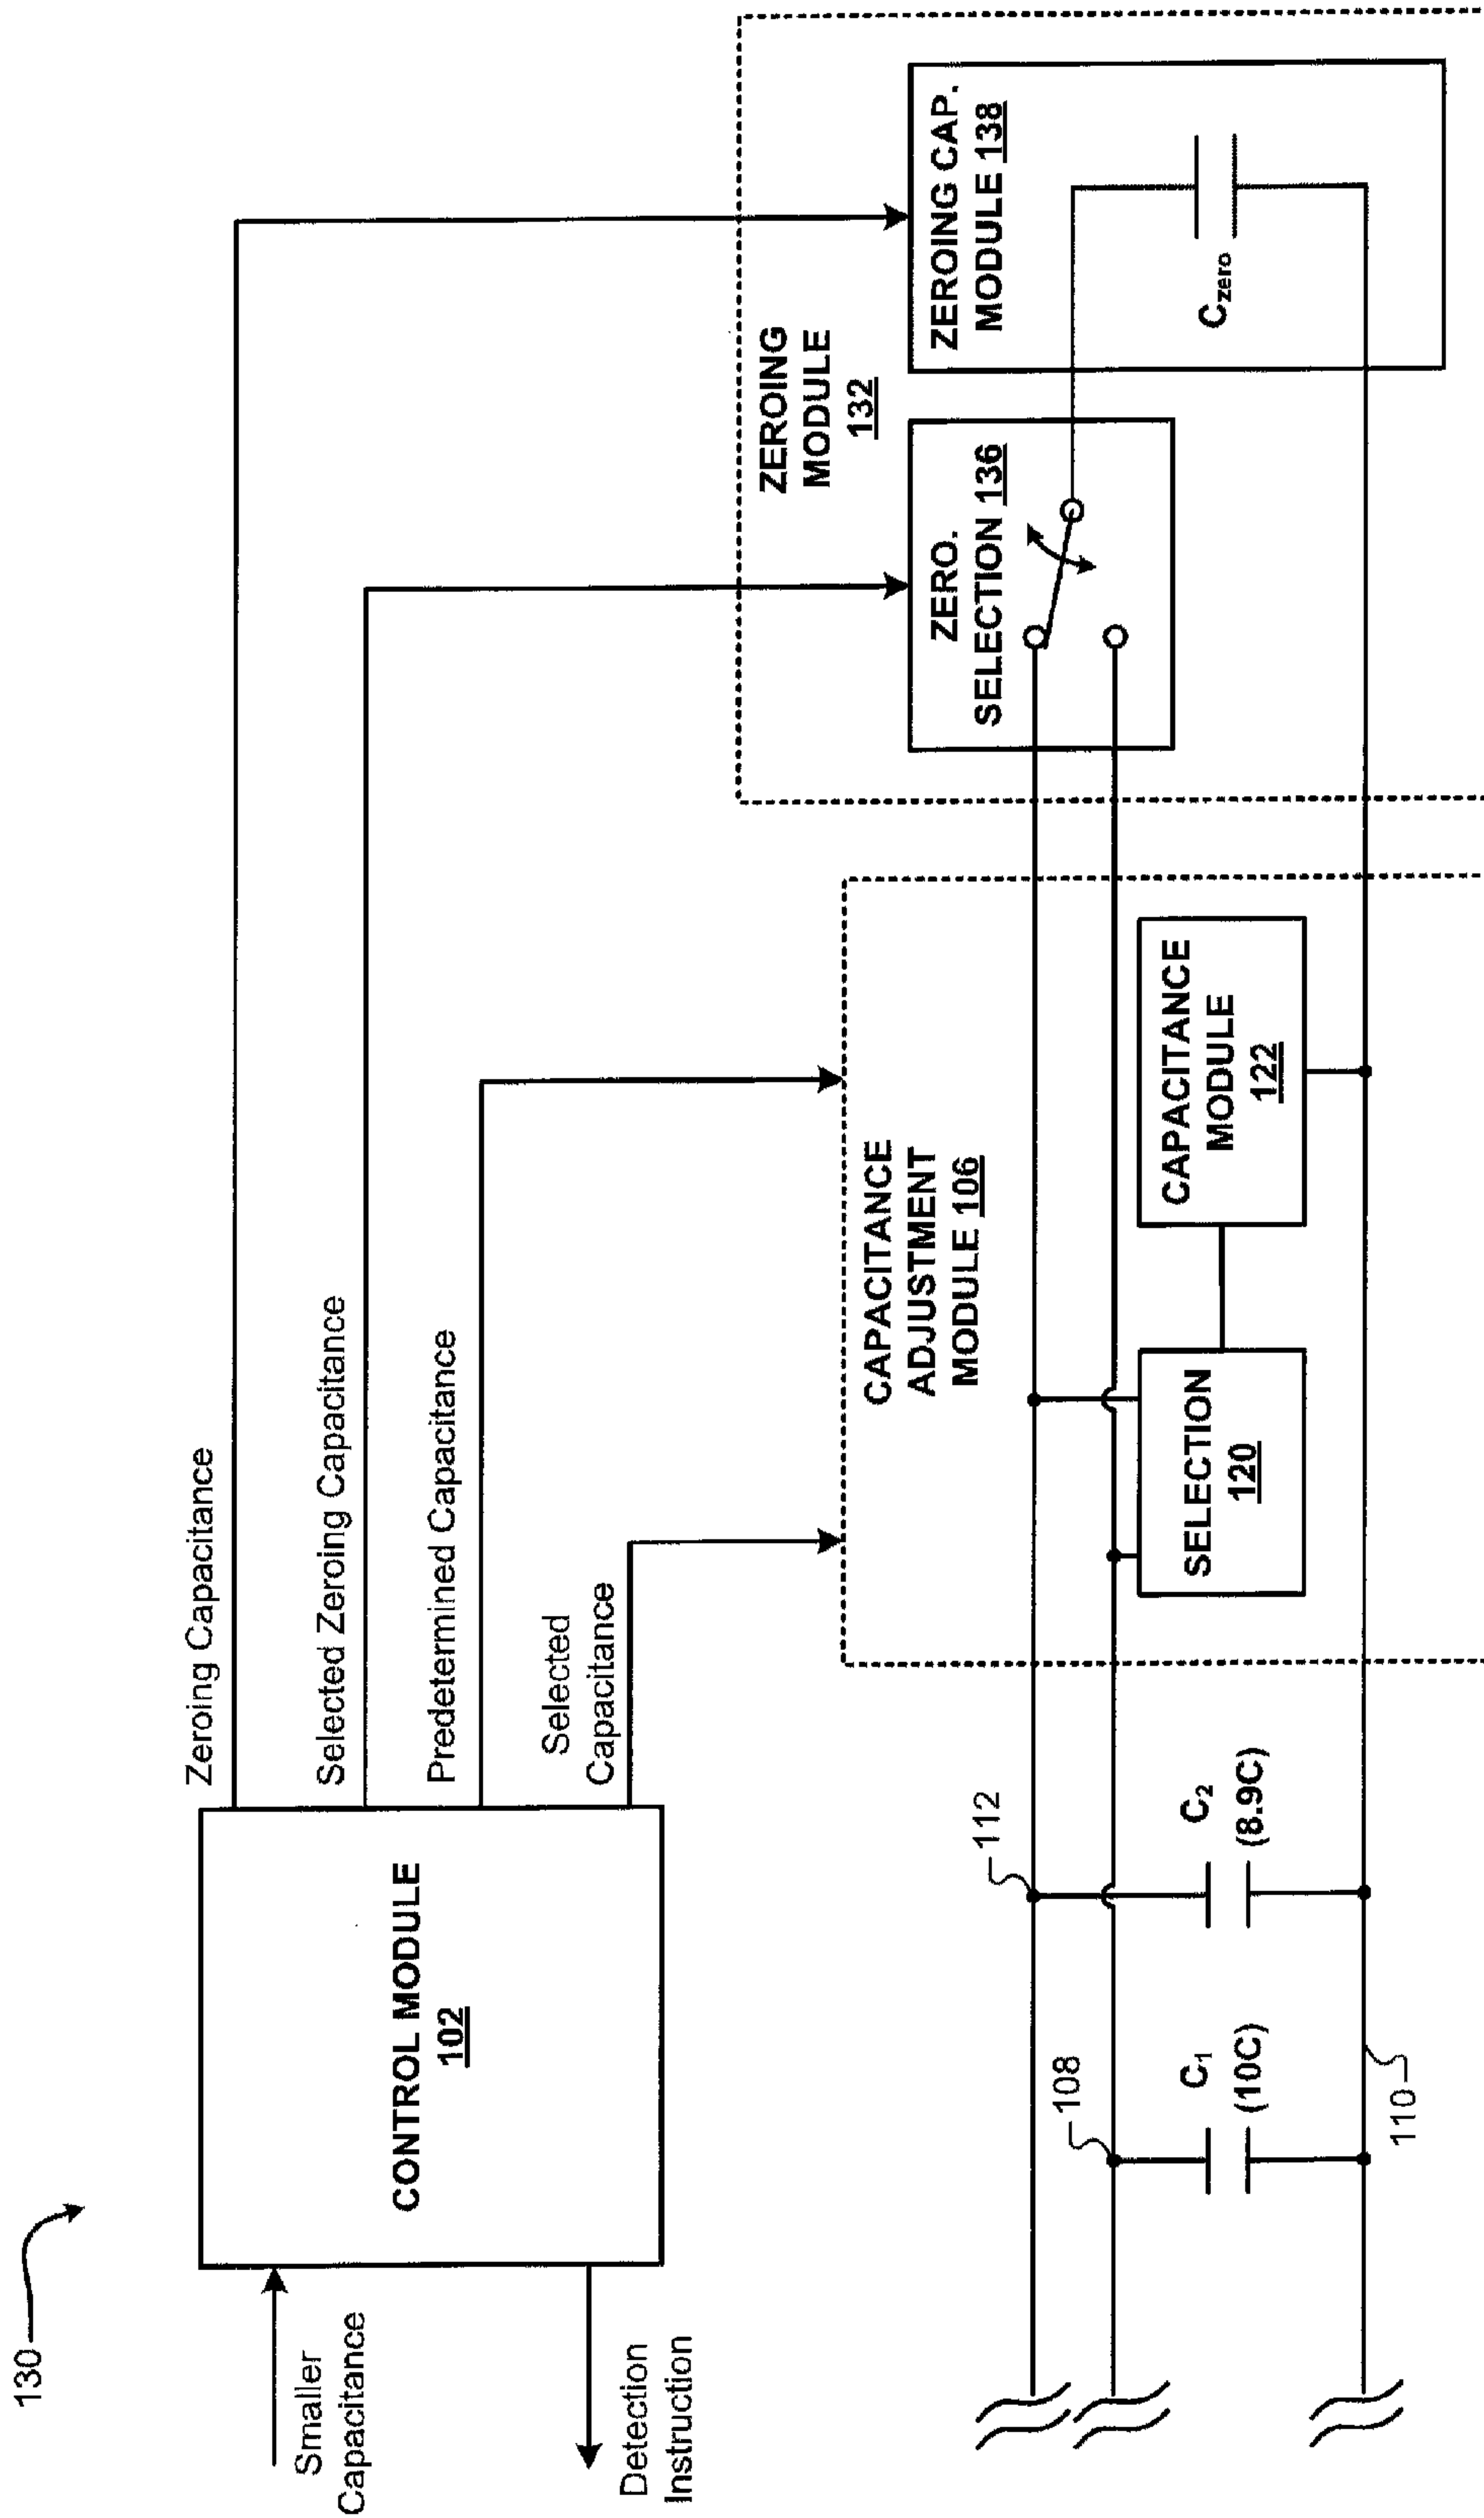 130
Smaller
Capacitance
Detection
Instruction
CONTROL MODULE
102
Zeroing Capacitance
Selected Zeroing Capacitance
Predetermined Capacitance
Selected
Capacitance
CAPACITANCE
ADJUSTMENT
MODULE 106
SELECTION
120
CAPACITANCE
MODULE
122
ZEROING
MODULE
132
ZERO.
SELECTION 136
ZEROING CAP.
MODULE 138
Czero
108
C1
(10C)
112
C2
(8.9C)
110